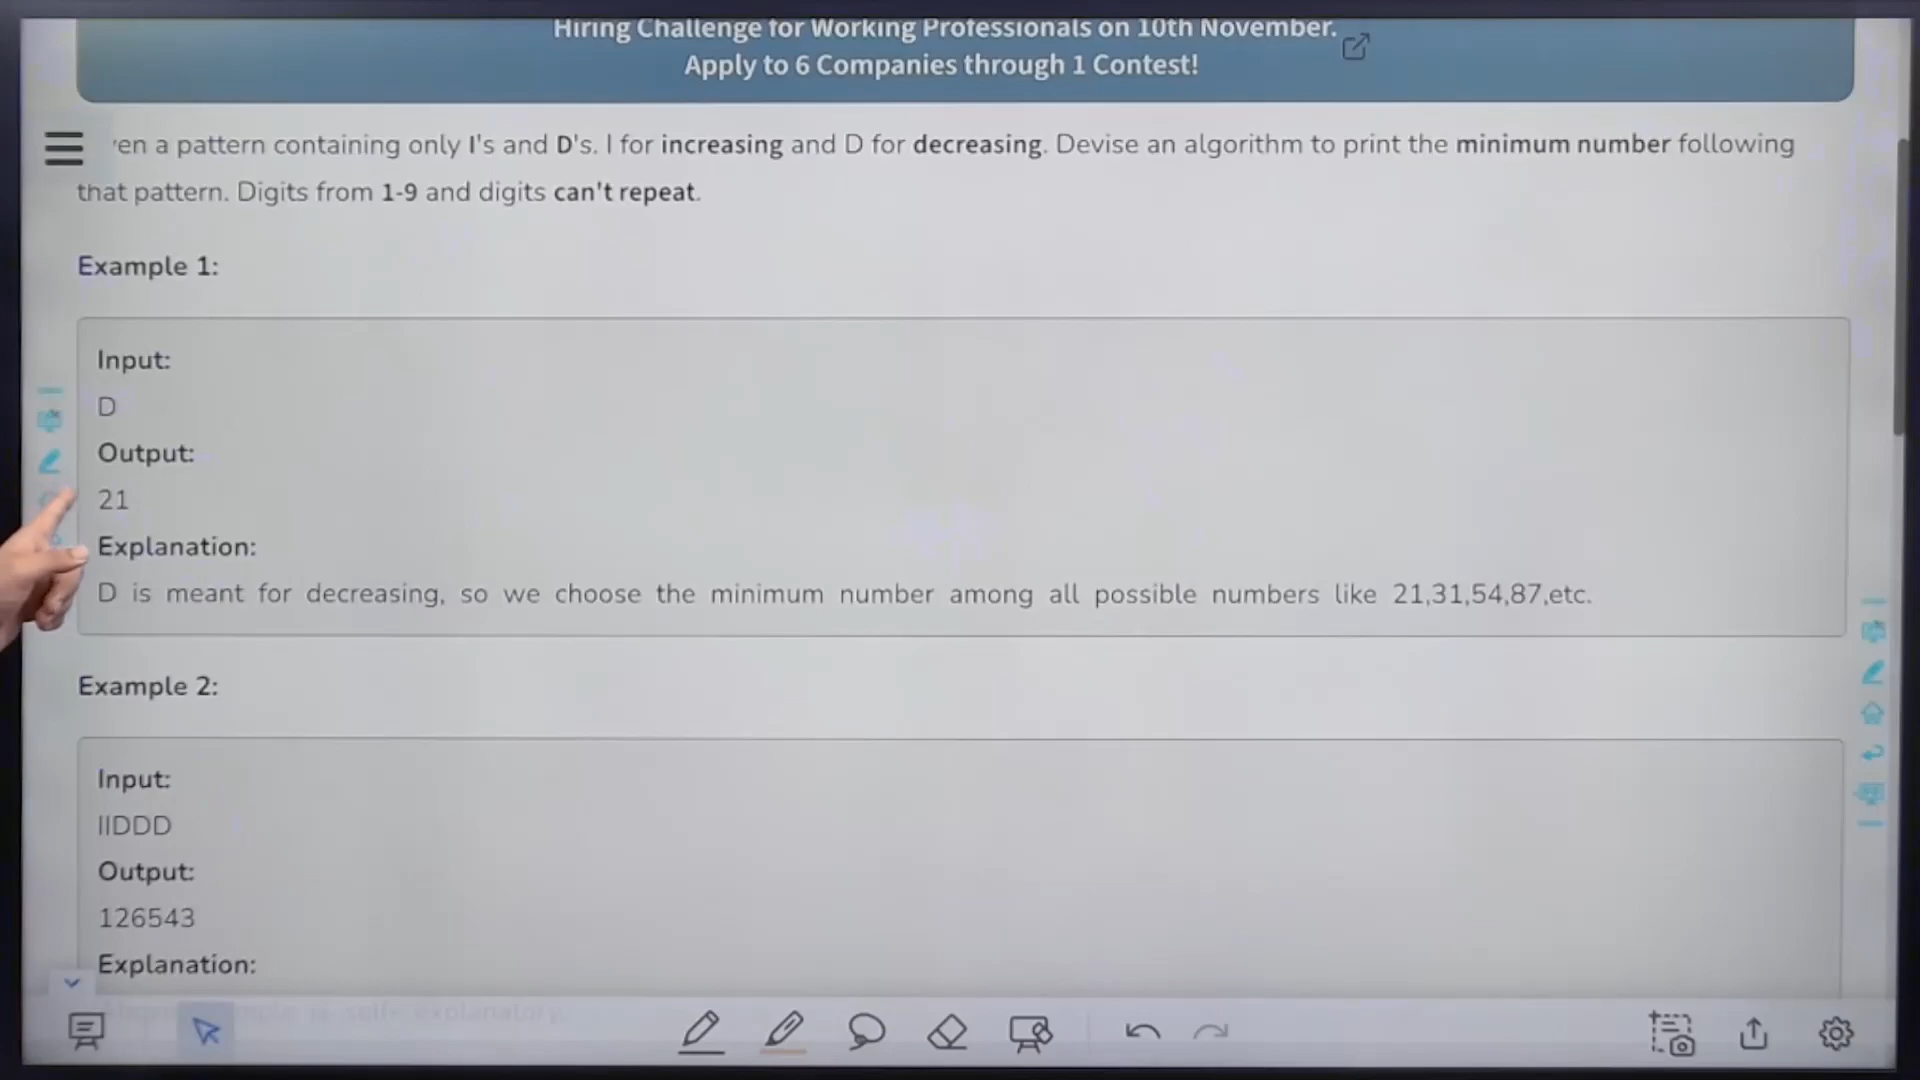 Hiring Challenge for Working Professionals on 10th November.
Apply to 6 Companies through 1 Contest!
ven a pattern containing only I's and D's. I for increasing and D for decreasing. Devise an algorithm to print the minimum number following
that pattern. Digits from 1-9 and digits can't repeat.
Example 1:
Input:
D
Output:
21
Explanation:
D is meant for decreasing, so we choose the minimum number among all possible numbers like 21,31,54,87,etc.
Example 2:
Input:
IIDDD
Output:
126543
Explanation:
is self- explanatory.